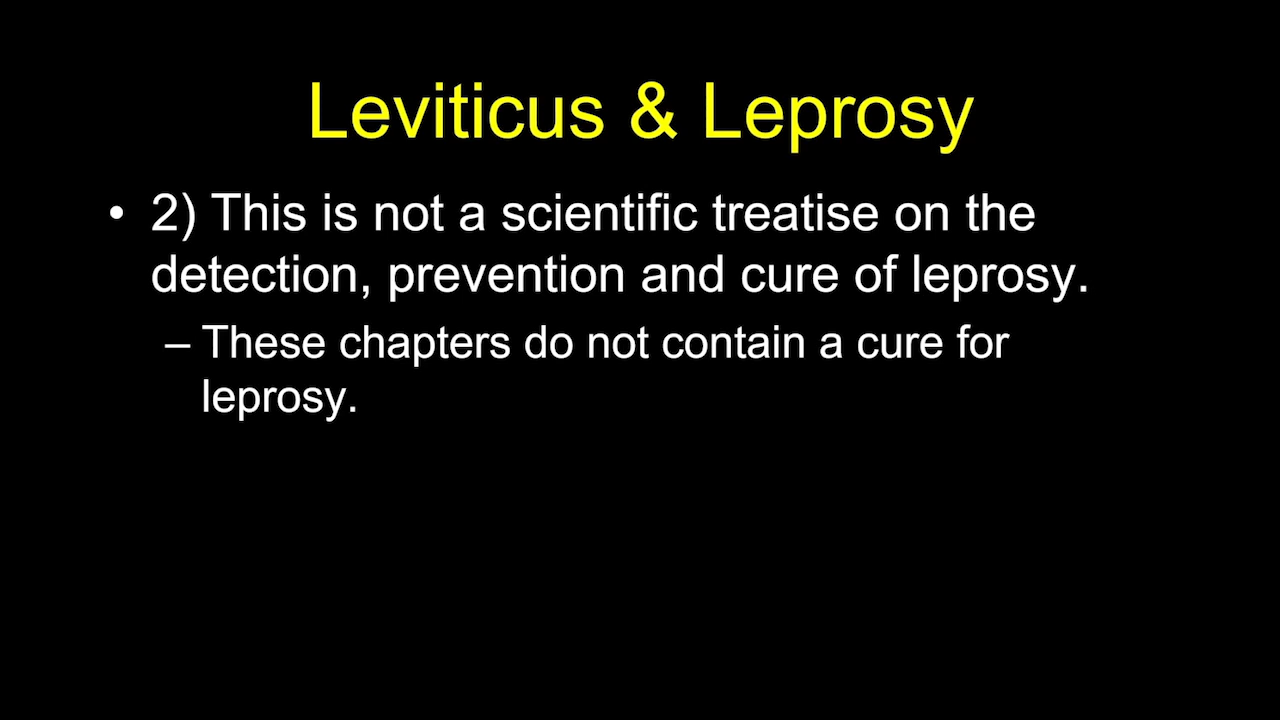 Leviticus & Leprosy
• 2) This is not a scientific treatise on the
detection, prevention and cure of leprosy.
– These chapters do not contain a cure for
leprosy.